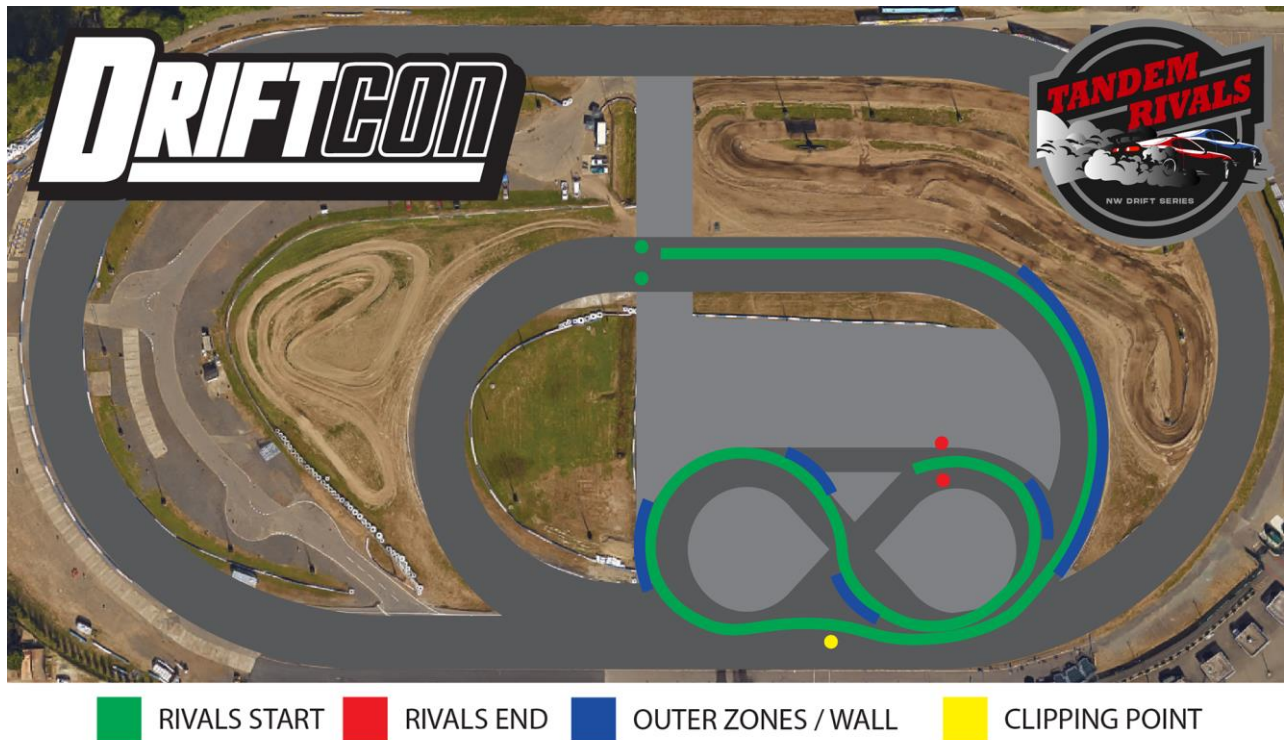 DRIFTCON
TANDEM
RIVALS
NW DRIFT SERIES
RIVALS START
RIVALS END
OUTER ZONES / WALL
CLIPPING POINT